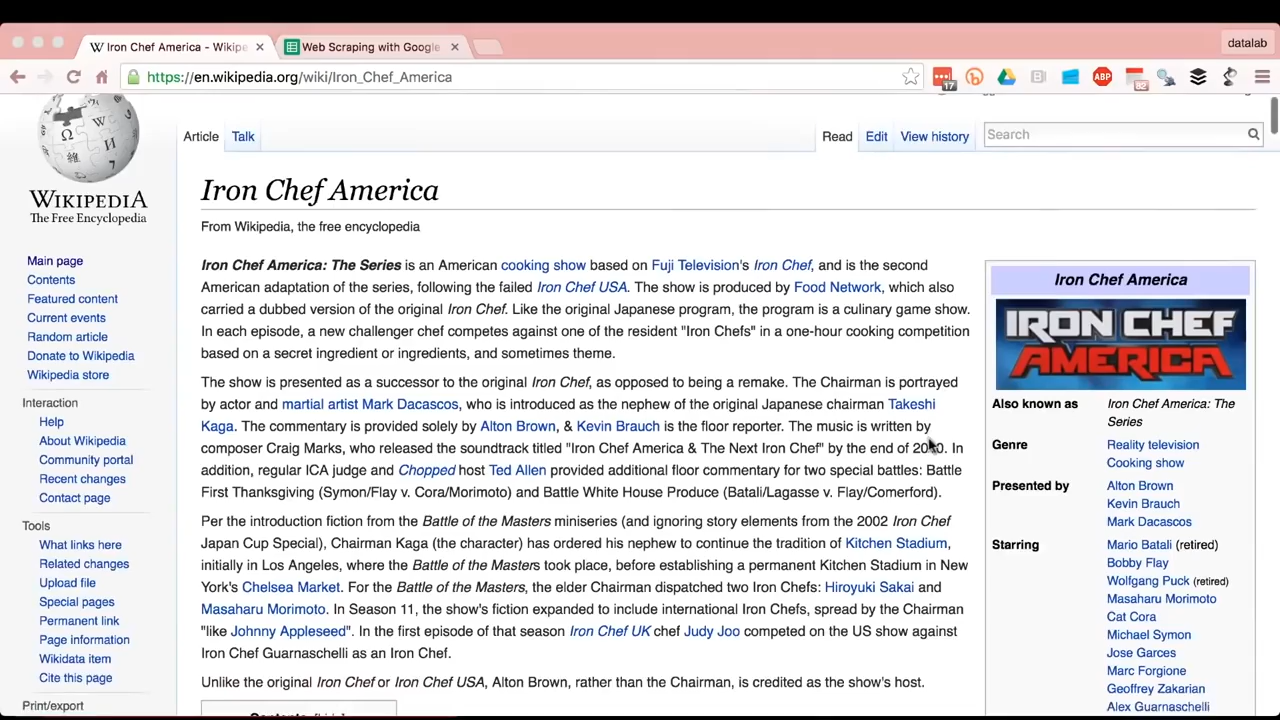 Iron Chef America - Wikipe
Web Scraping with Google
datalab
https://en.wikipedia.org/wiki/Iron_Chef_America
17
ABP
WIKIPEDIA
The Free Encyclopedia
Main page
Contents
Featured content
Current events
Random article
Donate to Wikipedia
Wikipedia store
Interaction
Help
About Wikipedia
Community portal
Recent changes
Contact page
Tools
What links here
Related changes
Upload file
Special pages
Permanent link
Page information
Wikidata item
Cite this page
Print/export
Article Talk
Read Edit View history
Search
Iron Chef America
From Wikipedia, the free encyclopedia
Iron Chef America: The Series is an American cooking show based on Fuji Television's Iron Chef, and is the second
American adaptation of the series, following the failed Iron Chef USA. The show is produced by Food Network, which also
carried a dubbed version of the original Iron Chef. Like the original Japanese program, the program is a culinary game show.
In each episode, a new challenger chef competes against one of the resident "Iron Chefs" in a one-hour cooking competition
based on a secret ingredient or ingredients, and sometimes theme.
The show is presented as a successor to the original Iron Chef, as opposed to being a remake. The Chairman is portrayed
by actor and martial artist Mark Dacascos, who is introduced as the nephew of the original Japanese chairman Takeshi
Kaga. The commentary is provided solely by Alton Brown, & Kevin Brauch is the floor reporter. The music is written by
composer Craig Marks, who released the soundtrack titled "Iron Chef America & The Next Iron Chef" by the end of In
addition, regular ICA judge and Chopped host Ted Allen provided additional floor commentary for two special battles: Battle
First Thanksgiving (Symon/Flay v. Cora/Morimoto) and Battle White House Produce (Batali/Lagasse v. Flay/Comerford).
Per the introduction fiction from the Battle of the Masters miniseries (and ignoring story elements from the 2002 Iron Chef
Japan Cup Special), Chairman Kaga (the character) has ordered his nephew to continue the tradition of Kitchen Stadium,
initially in Los Angeles, where the Battle of the Masters took place, before establishing a permanent Kitchen Stadium in New
York's Chelsea Market. For the Battle of the Masters, the elder Chairman dispatched two Iron Chefs: Hiroyuki Sakai and
Masaharu Morimoto. In Season 11, the show's fiction expanded to include international Iron Chefs, spread by the Chairman
"like Johnny Appleseed". In the first episode of that season Iron Chef UK chef Judy Joo competed on the US show against
Iron Chef Guarnaschelli as an Iron Chef.
Unlike the original Iron Chef or Iron Chef USA, Alton Brown, rather than the Chairman, is credited as the show's host.
Iron Chef America
IRON CHEF
AMERICA
Also known as Iron Chef America: The
Series
Genre Reality television
Cooking show
Presented by Alton Brown
Kevin Brauch
Mark Dacascos
Starring Mario Batali (retired)
Bobby Flay
Wolfgang Puck (retired)
Masaharu Morimoto
Cat Cora
Michael Symon
Jose Garces
Marc Forgione
Geoffrey Zakarian
Alex Guarnaschelli